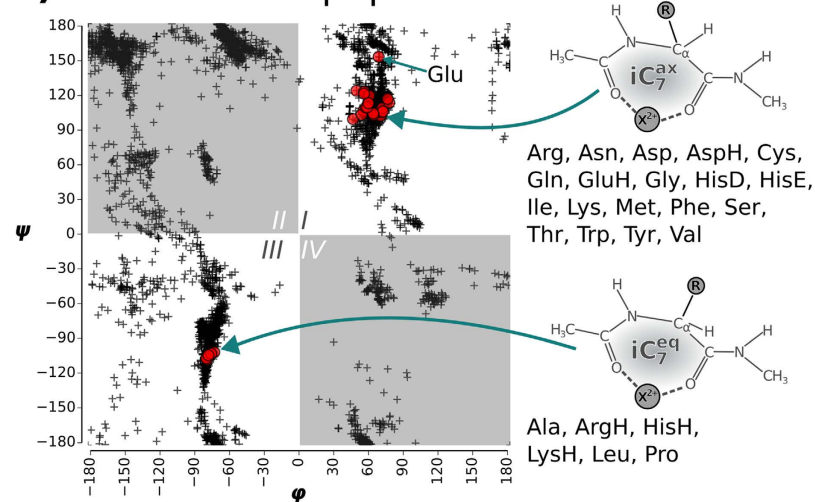 180
150
120
90
60
30
0
−30
−60
−90
−120
−150
−180
ψ
−180
−150
−120
−90
−60
−30
0
30
60
90
120
150
180
φ
Glu
II I
III IV
H
R
H
N
C α
H₃C
C
iC₇ᵃˣ
C
N
H
O
O
CH₃
X²⁺
Arg, Asn, Asp, AspH, Cys,
Gln, GluH, Gly, HisD, HisE,
Ile, Lys, Met, Phe, Ser,
Thr, Trp, Tyr, Val
H
R
N
C α
H
H₃C
C
iC₇ᵉᑫ
C
N
H
O
O
CH₃
X²⁺
Ala, ArgH, HisH,
LysH, Leu, Pro